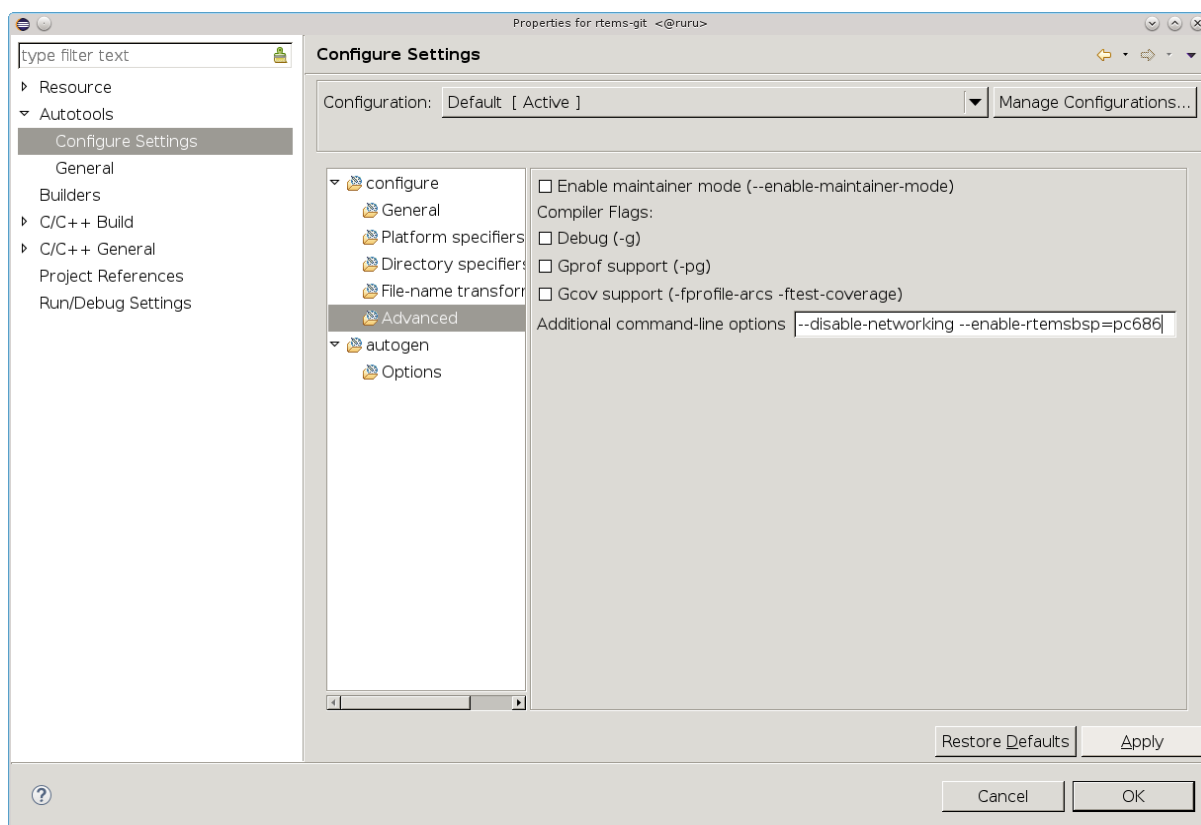 Properties for rtems-git <@ruru>
type filter text
Resource
Autotools
Configure Settings
General
Builders
C/C++ Build
C/C++ General
Project References
Run/Debug Settings
Configure Settings
Configuration: Default [ Active ] Manage Configurations...
configure
General
Platform specifiers
Directory specifiers
File-name transforr
Advanced
autogen
Options
Enable maintainer mode (--enable-maintainer-mode)
Compiler Flags:
Debug (-g)
Gprof support (-pg)
Gcov support (-fprofile-arcs -ftest-coverage)
Additional command-line options --disable-networking --enable-rtemsbsp=pc686
Restore Defaults Apply
Cancel OK